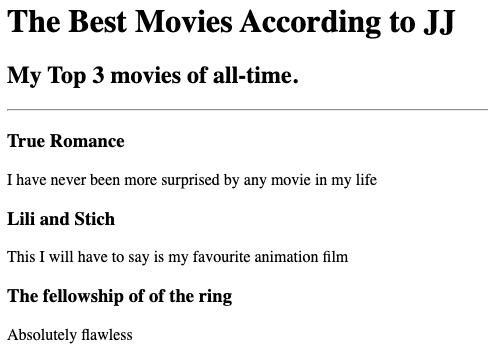 The Best Movies According to JJ
My Top 3 movies of all-time.
True Romance
I have never been more surprised by any movie in my life
Lili and Stich
This I will have to say is my favourite animation film
The fellowship of of the ring
Absolutely flawless